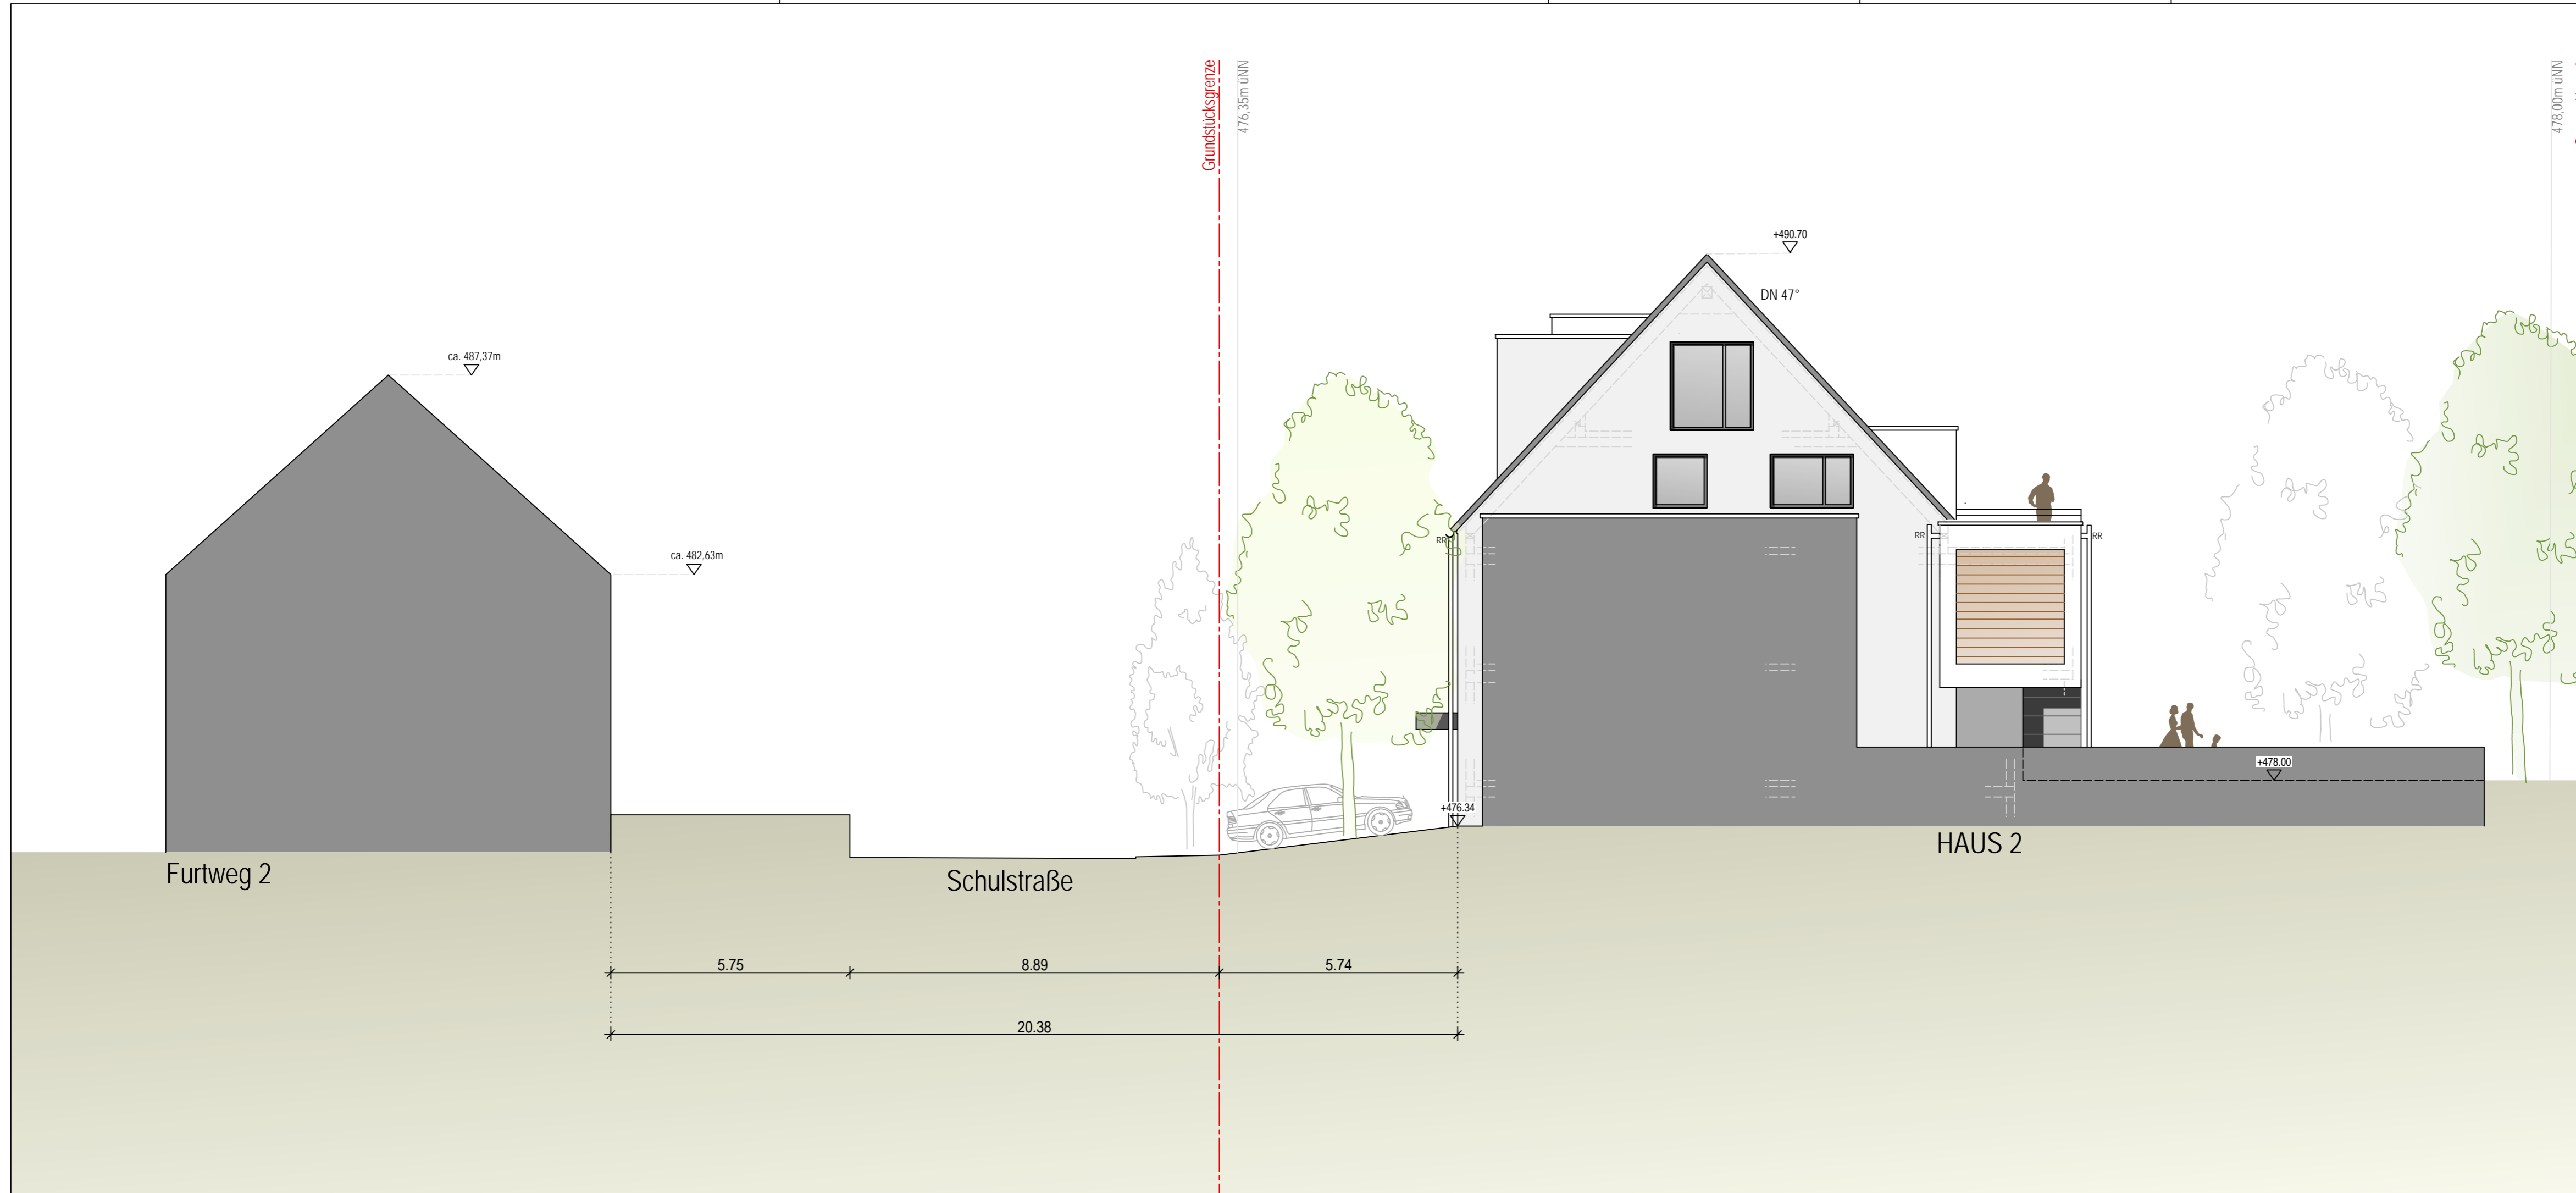 Grundstücksgrenze
476,35m üNN
478,00m üNN
+490.70
DN 47°
ca. 487,37m
ca. 482,63m
RR
RR
RR
+478.00
+476.34
HAUS 2
Furtweg 2
Schulstraße
5.75
8.89
5.74
20.38